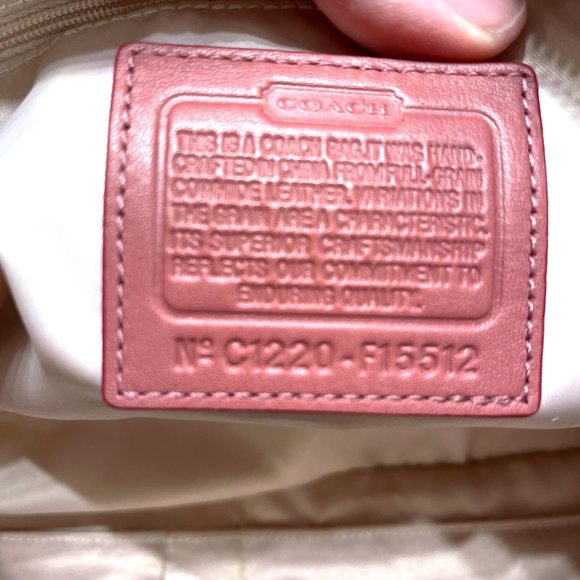 COACH
THIS IS A COACH BAG. IT WAS HAND-
CRAFTED IN CHINA FROM FULL-GRAIN
COWHIDE LEATHER. VARIATIONS IN
THE GRAIN ARE A CHARACTERISTIC.
ITS SUPERIOR CRAFTSMANSHIP
REFLECTS OUR COMMITMENT TO
ENDURING QUALITY.
Nº C1220-F15512